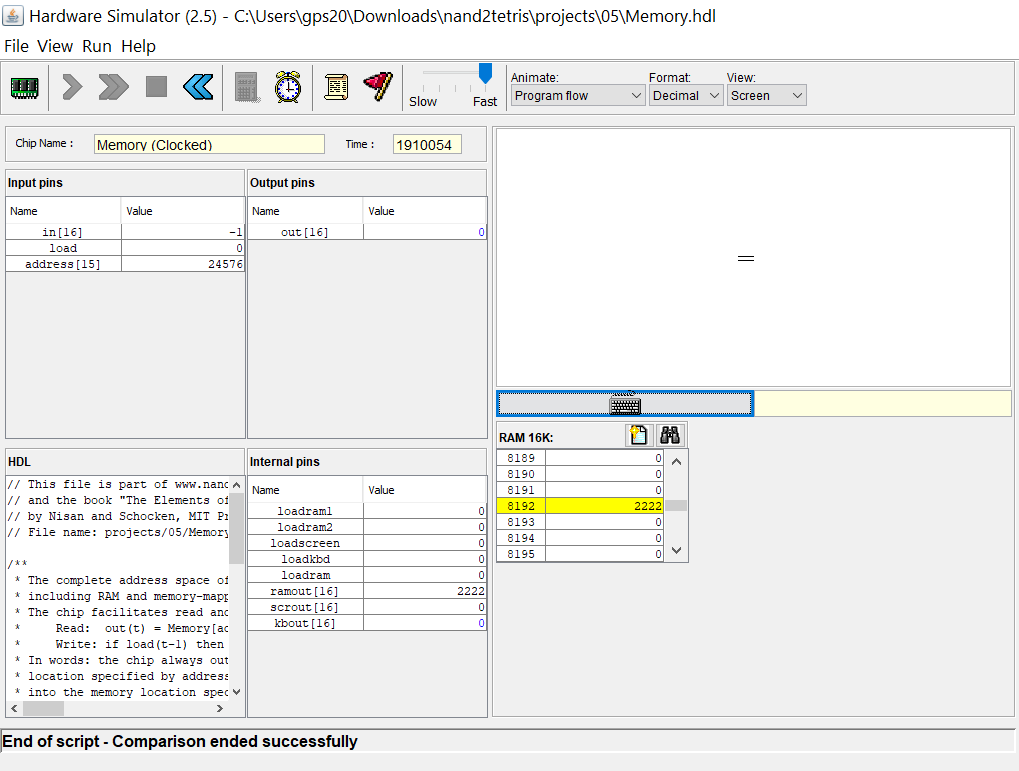 Hardware Simulator (2.5) - C:\Users\gps20\Downloads\nand2tetris\projects\05\Memory.hdl
File View Run Help
Slow Fast
Animate: Format: View:
Program flow Decimal Screen
Chip Name : Memory (Clocked) Time : 1910054
Input pins
Name Value
in[16] -1
load 0
address[15] 24576
Output pins
Name Value
out[16] 0
HDL
// This file is part of www.nand
// and the book "The Elements of
// by Nisan and Schocken, MIT Pr
// File name: projects/05/Memory
/**
* The complete address space of
* including RAM and memory-mapp
* The chip facilitates read and
* Read: out(t) = Memory[ad
* Write: if load(t-1) then
* In words: the chip always out
* location specified by address
* into the memory location spec
Internal pins
Name Value
loadram1 0
loadram2 0
loadscreen 0
loadkbd 0
loadram 0
ramout[16] 2222
scrout[16] 0
kbout[16] 0
RAM 16K:
8189 0
8190 0
8191 0
8192 2222
8193 0
8194 0
8195 0
End of script - Comparison ended successfully